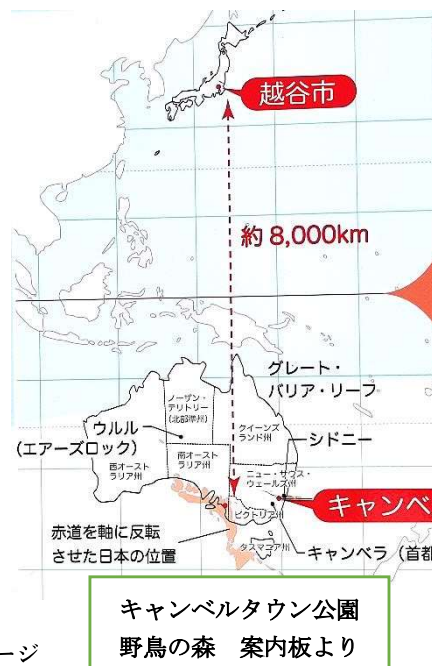 越谷市
約8,000km
グレート・
バリア・リーフ
ノーザン・
テリトリー
(北部準州)
ウルル
(エアーズロック)
クイーンズ
ランド州
シドニー
西オースト
ラリア州
南オースト
ラリア州
ニュー・サウス・
ウェールズ州
キャンベ
ビクトリア州
赤道を軸に反転
させた日本の位置
タスマニア州
キャンベラ(首都
キャンベルタウン公園
野鳥の森 案内板より
ージ